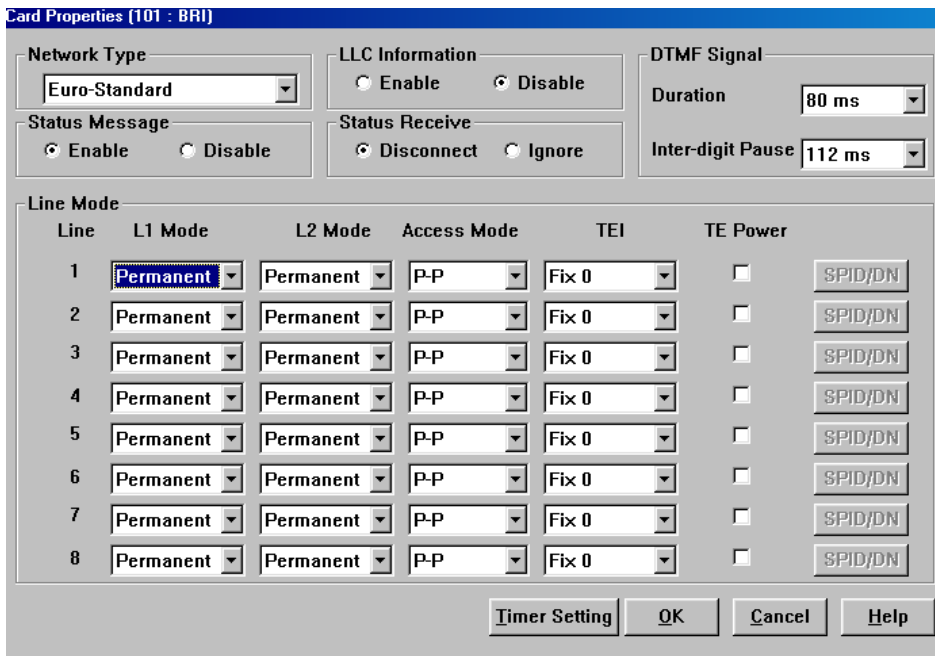 Card Properties (101 : BRI)
Network Type
Euro-Standard
LLC Information
Enable Disable
DTMF Signal
Duration 80 ms
Inter-digit Pause 112 ms
Status Message
Enable Disable
Status Receive
Disconnect Ignore
Line Mode
Line L1 Mode L2 Mode Access Mode TEI TE Power
1 Permanent Permanent P-P Fix 0 SPID/DN
2 Permanent Permanent P-P Fix 0 SPID/DN
3 Permanent Permanent P-P Fix 0 SPID/DN
4 Permanent Permanent P-P Fix 0 SPID/DN
5 Permanent Permanent P-P Fix 0 SPID/DN
6 Permanent Permanent P-P Fix 0 SPID/DN
7 Permanent Permanent P-P Fix 0 SPID/DN
8 Permanent Permanent P-P Fix 0 SPID/DN
Timer Setting OK Cancel Help